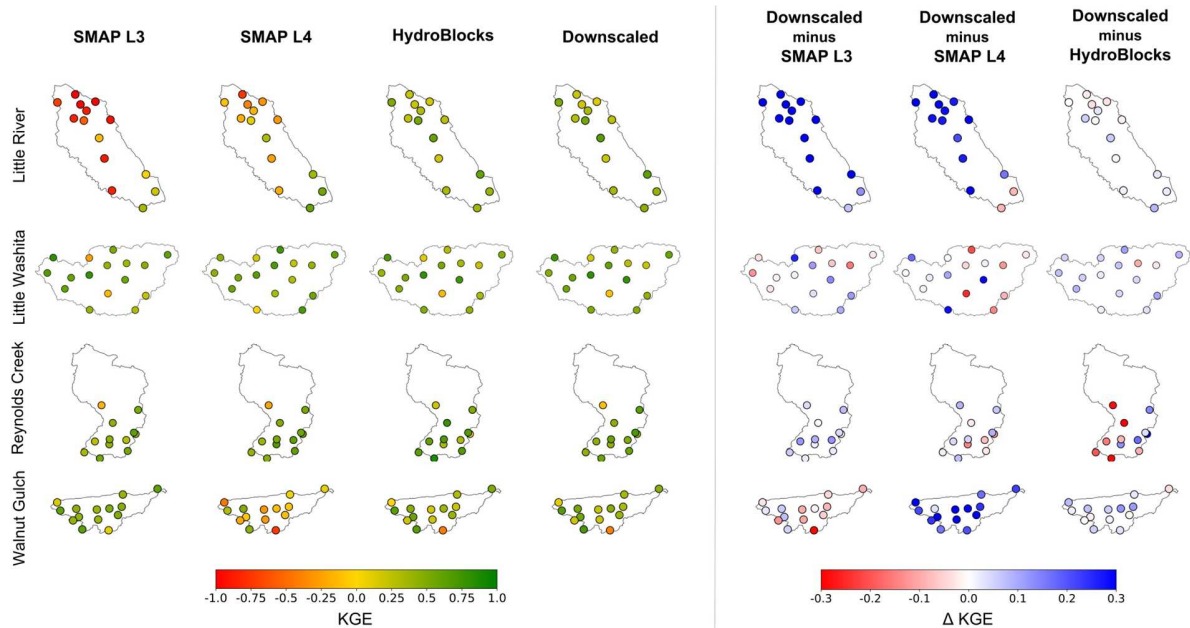 SMAP L3
SMAP L4
HydroBlocks
Downscaled
Downscaled
minus
SMAP L3
Downscaled
minus
SMAP L4
Downscaled
minus
HydroBlocks
Little River
Little Washita
Reynolds Creek
Walnut Gulch
-1.0 -0.75 -0.50 -0.25 0.0 0.25 0.50 0.75 1.0
KGE
-0.3 -0.2 -0.1 0.0 0.1 0.2 0.3
Δ KGE